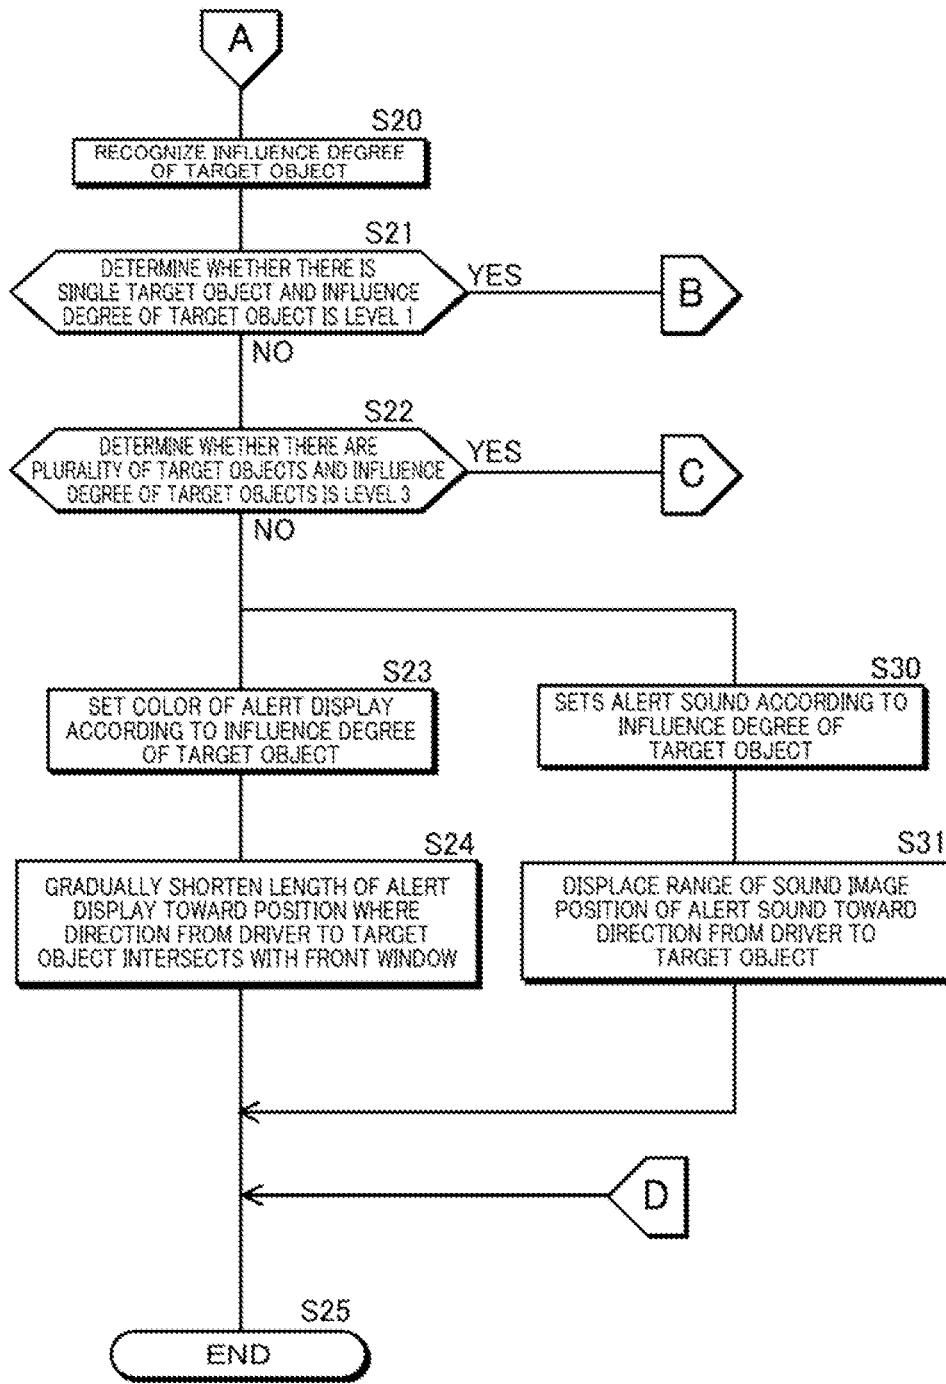 A
S20
RECOGNIZE INFLUENCE DEGREE
OF TARGET OBJECT
S21
DETERMINE WHETHER THERE IS
SINGLE TARGET OBJECT AND INFLUENCE
DEGREE OF TARGET OBJECT IS LEVEL 1
YES
B
NO
S22
DETERMINE WHETHER THERE ARE
PLURALITY OF TARGET OBJECTS AND INFLUENCE
DEGREE OF TARGET OBJECTS IS LEVEL 3
YES
C
NO
S23
SET COLOR OF ALERT DISPLAY
ACCORDING TO INFLUENCE DEGREE
OF TARGET OBJECT
S30
SETS ALERT SOUND ACCORDING TO
INFLUENCE DEGREE OF
TARGET OBJECT
S24
GRADUALLY SHORTEN LENGTH OF ALERT
DISPLAY TOWARD POSITION WHERE
DIRECTION FROM DRIVER TO TARGET
OBJECT INTERSECTS WITH FRONT WINDOW
S31
DISPLACE RANGE OF SOUND IMAGE
POSITION OF ALERT SOUND TOWARD
DIRECTION FROM DRIVER TO
TARGET OBJECT
D
S25
END